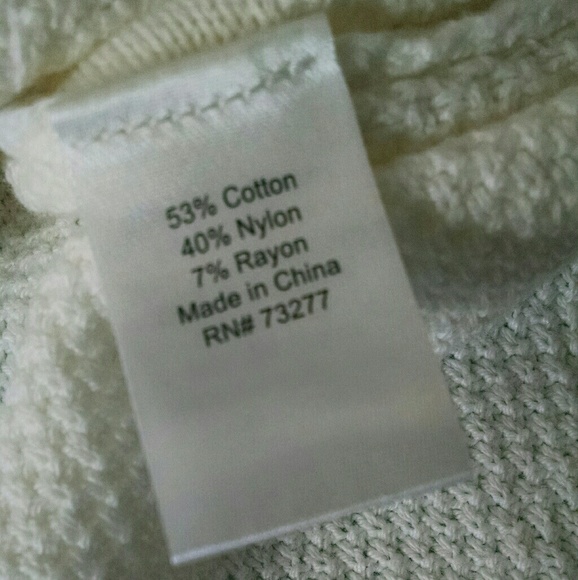 53% Cotton
40% Nylon
7% Rayon
Made in China
RN# 73277